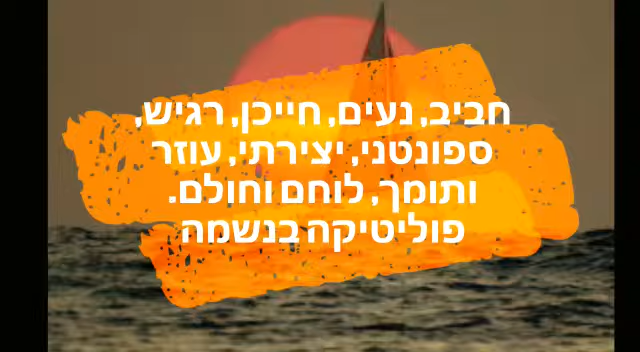 חביב, נעים, חייכן, רגיש,
ספונטני, יצירתי, עוזר
ותומך, לוחם וחולם.
פוליטיקה בנשמה